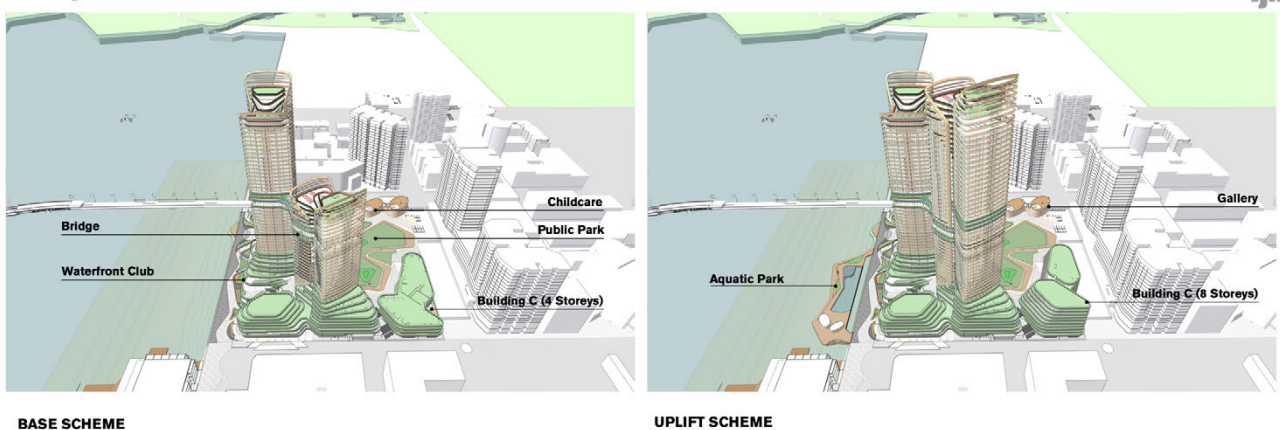 Childcare
Bridge
Public Park
Waterfront Club
Building C (4 Storeys)
BASE SCHEME
Gallery
Aquatic Park
Building C (8 Storeys)
UPLIFT SCHEME